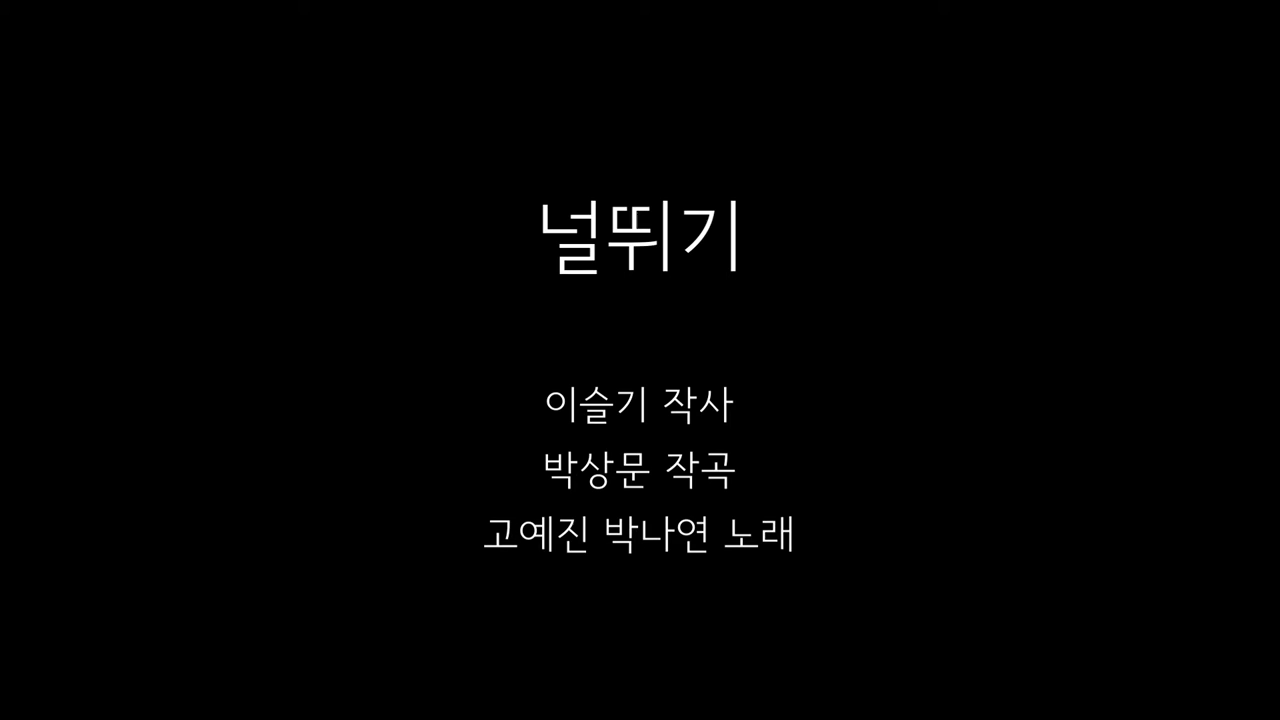 널뛰기
이슬기 작사
박상문 작곡
고예진 박나연 노래